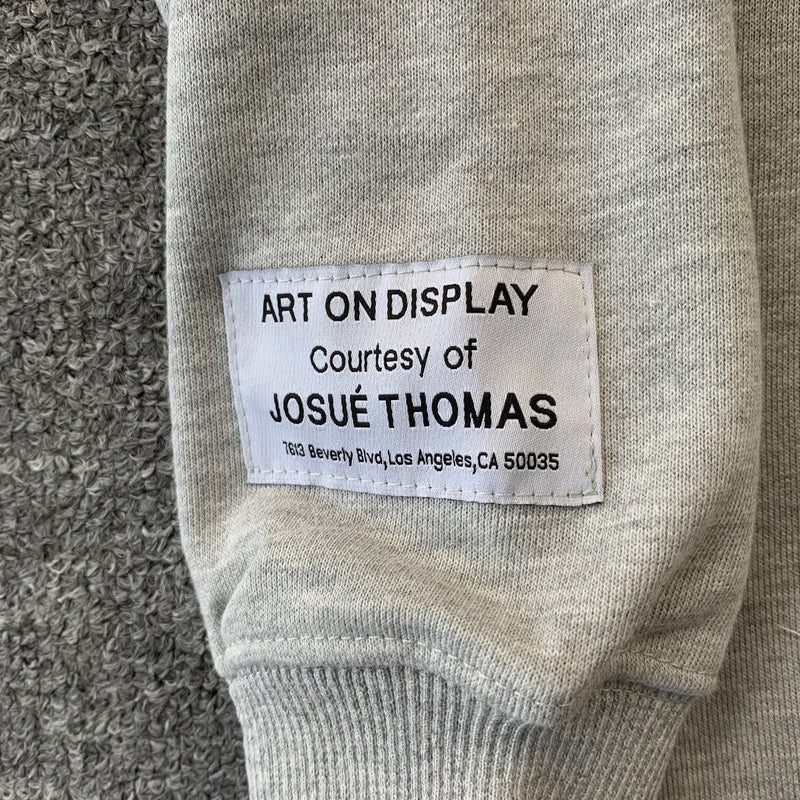 ART ON DISPLAY
Courtesy of
JOSUÉ THOMAS
7613 Beverly Blvd,Los Angeles,CA 50035